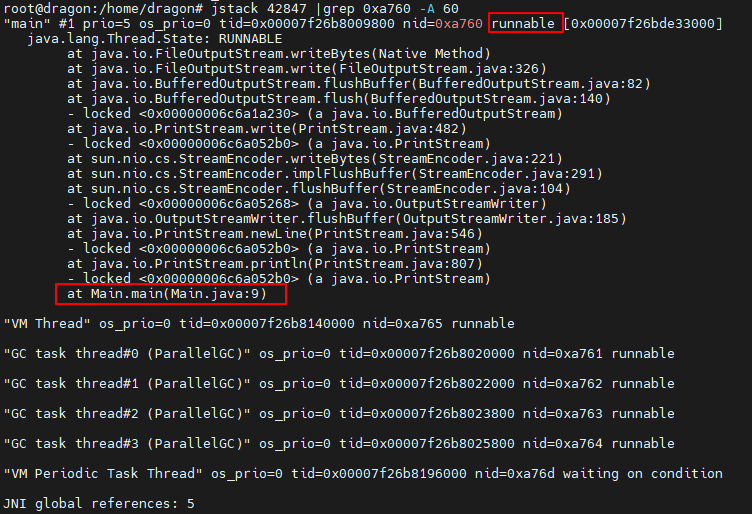 root@dragon:/home/dragon# jstack 42847 |grep 0xa760 -A 60
"main" #1 prio=5 os_prio=0 tid=0x00007f26b8009800 nid=0xa760 runnable [0x00007f26bde33000]
   java.lang.Thread.State: RUNNABLE
        at java.io.FileOutputStream.writeBytes(Native Method)
        at java.io.FileOutputStream.write(FileOutputStream.java:326)
        at java.io.BufferedOutputStream.flushBuffer(BufferedOutputStream.java:82)
        at java.io.BufferedOutputStream.flush(BufferedOutputStream.java:140)
        - locked <0x00000006c6a1a230> (a java.io.BufferedOutputStream)
        at java.io.PrintStream.write(PrintStream.java:482)
        - locked <0x00000006c6a052b0> (a java.io.PrintStream)
        at sun.nio.cs.StreamEncoder.writeBytes(StreamEncoder.java:221)
        at sun.nio.cs.StreamEncoder.implFlushBuffer(StreamEncoder.java:291)
        at sun.nio.cs.StreamEncoder.flushBuffer(StreamEncoder.java:104)
        - locked <0x00000006c6a05268> (a java.io.OutputStreamWriter)
        at java.io.OutputStreamWriter.flushBuffer(OutputStreamWriter.java:185)
        at java.io.PrintStream.newLine(PrintStream.java:546)
        - locked <0x00000006c6a052b0> (a java.io.PrintStream)
        at java.io.PrintStream.println(PrintStream.java:807)
        - locked <0x00000006c6a052b0> (a java.io.PrintStream)
        at Main.main(Main.java:9)
"VM Thread" os_prio=0 tid=0x00007f26b8140000 nid=0xa765 runnable
"GC task thread#0 (ParallelGC)" os_prio=0 tid=0x00007f26b8020000 nid=0xa761 runnable
"GC task thread#1 (ParallelGC)" os_prio=0 tid=0x00007f26b8022000 nid=0xa762 runnable
"GC task thread#2 (ParallelGC)" os_prio=0 tid=0x00007f26b8023800 nid=0xa763 runnable
"GC task thread#3 (ParallelGC)" os_prio=0 tid=0x00007f26b8025800 nid=0xa764 runnable
"VM Periodic Task Thread" os_prio=0 tid=0x00007f26b8196000 nid=0xa76d waiting on condition
JNI global references: 5